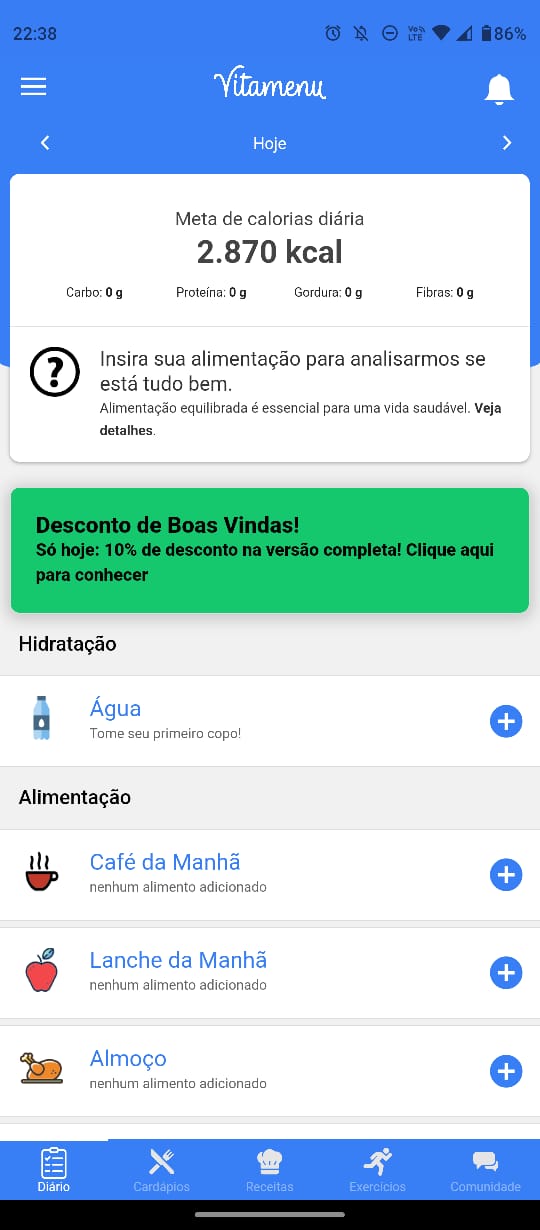 22:38
Vo))
LTE
86%
Vitamenu
Hoje
Meta de calorias diária
2.870 kcal
Carbo: 0 g Proteína: 0 g Gordura: 0 g Fibras: 0 g
?
Insira sua alimentação para analisarmos se
está tudo bem.
Alimentação equilibrada é essencial para uma vida saudável. Veja
detalhes.
Desconto de Boas Vindas!
Só hoje: 10% de desconto na versão completa! Clique aqui
para conhecer
Hidratação
Água
Tome seu primeiro copo!
Alimentação
Café da Manhã
nenhum alimento adicionado
Lanche da Manhã
nenhum alimento adicionado
Almoço
nenhum alimento adicionado
Diário Cardápios Receitas Exercícios Comunidade